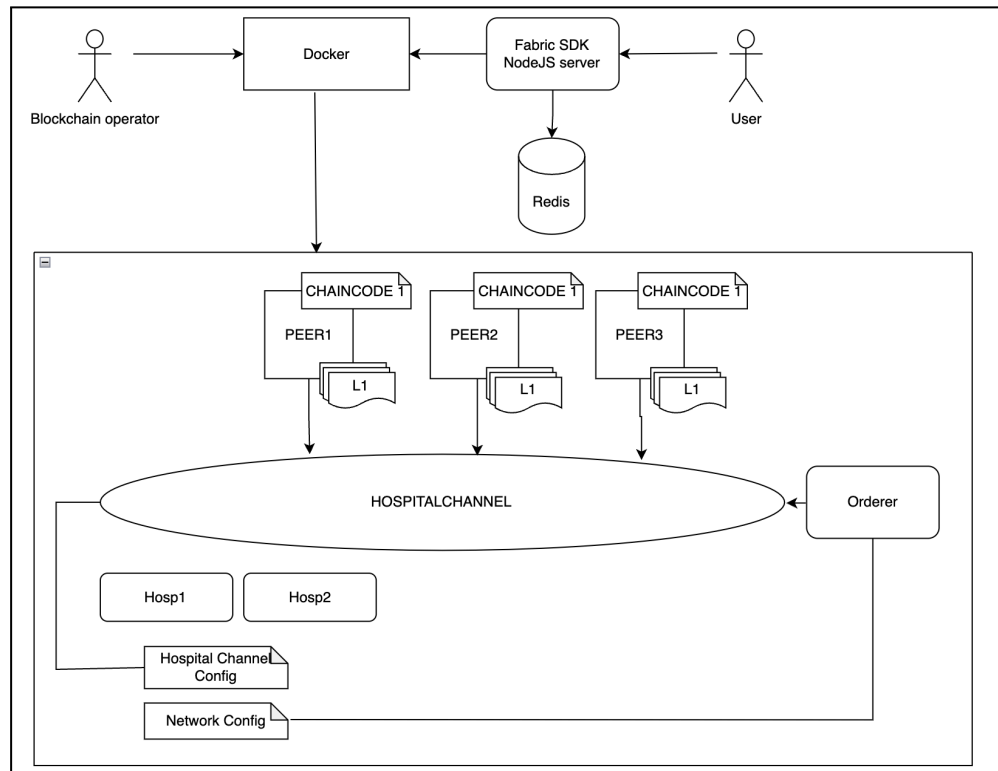 Docker
Fabric SDK
NodeJS server
Blockchain operator
User
Redis
CHAINCODE 1
CHAINCODE 1
CHAINCODE 1
PEER1
PEER2
PEER3
L1
L1
L1
HOSPITALCHANNEL
Orderer
Hosp1
Hosp2
Hospital Channel
Config
Network Config